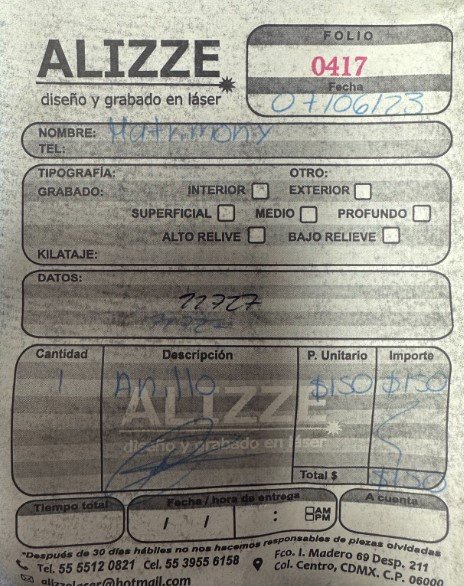 ALIZZE
diseño y grabado en láser
FOLIO
0417
Fecha
07/06/23
NOMBRE: Matrimony
TEL:
TIPOGRAFÍA: OTRO:
GRABADO: INTERIOR EXTERIOR
SUPERFICIAL MEDIO PROFUNDO
ALTO RELIVE BAJO RELIEVE
KILATAJE:
DATOS:
22727
Cantidad Descripción P. Unitario Importe
1 Anillo $150 $150
ALIZZE
diseño y grabado en láser
Total $ $150
Tiempo total Fecha / hora de entrega A cuenta
/ / : AM
PM
*Después de 30 días hábiles no nos hacemos responsables de piezas olvidadas
Tel. 55 5512 0821 Cel. 55 3955 6158
Fco. I. Madero 69 Desp. 211
Col. Centro, CDMX. C.P. 06000
alizzelaser@hotmail.com